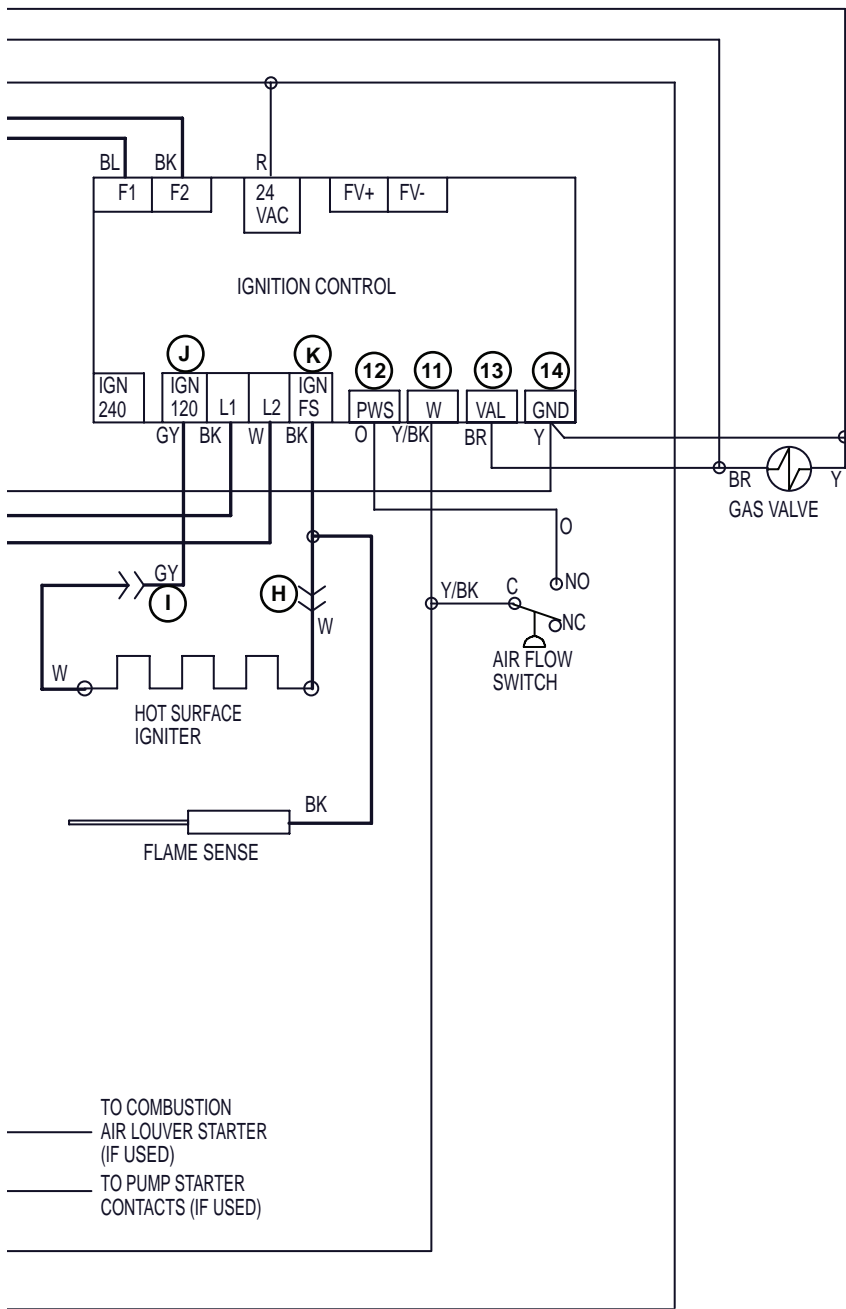 BL BK R
F1 F2 24 FV+ FV-
VAC
IGNITION CONTROL
J K 12 11 13 14
IGN IGN IGN
240 120 L1 L2 FS PWS W VAL GND
GY BK W BK O Y/BK BR Y
BR Y
GAS VALVE
O
GY
I H
Y/BK C NO
W NC
AIR FLOW
SWITCH
W
HOT SURFACE
IGNITER
BK
FLAME SENSE
TO COMBUSTION
AIR LOUVER STARTER
(IF USED)
TO PUMP STARTER
CONTACTS (IF USED)